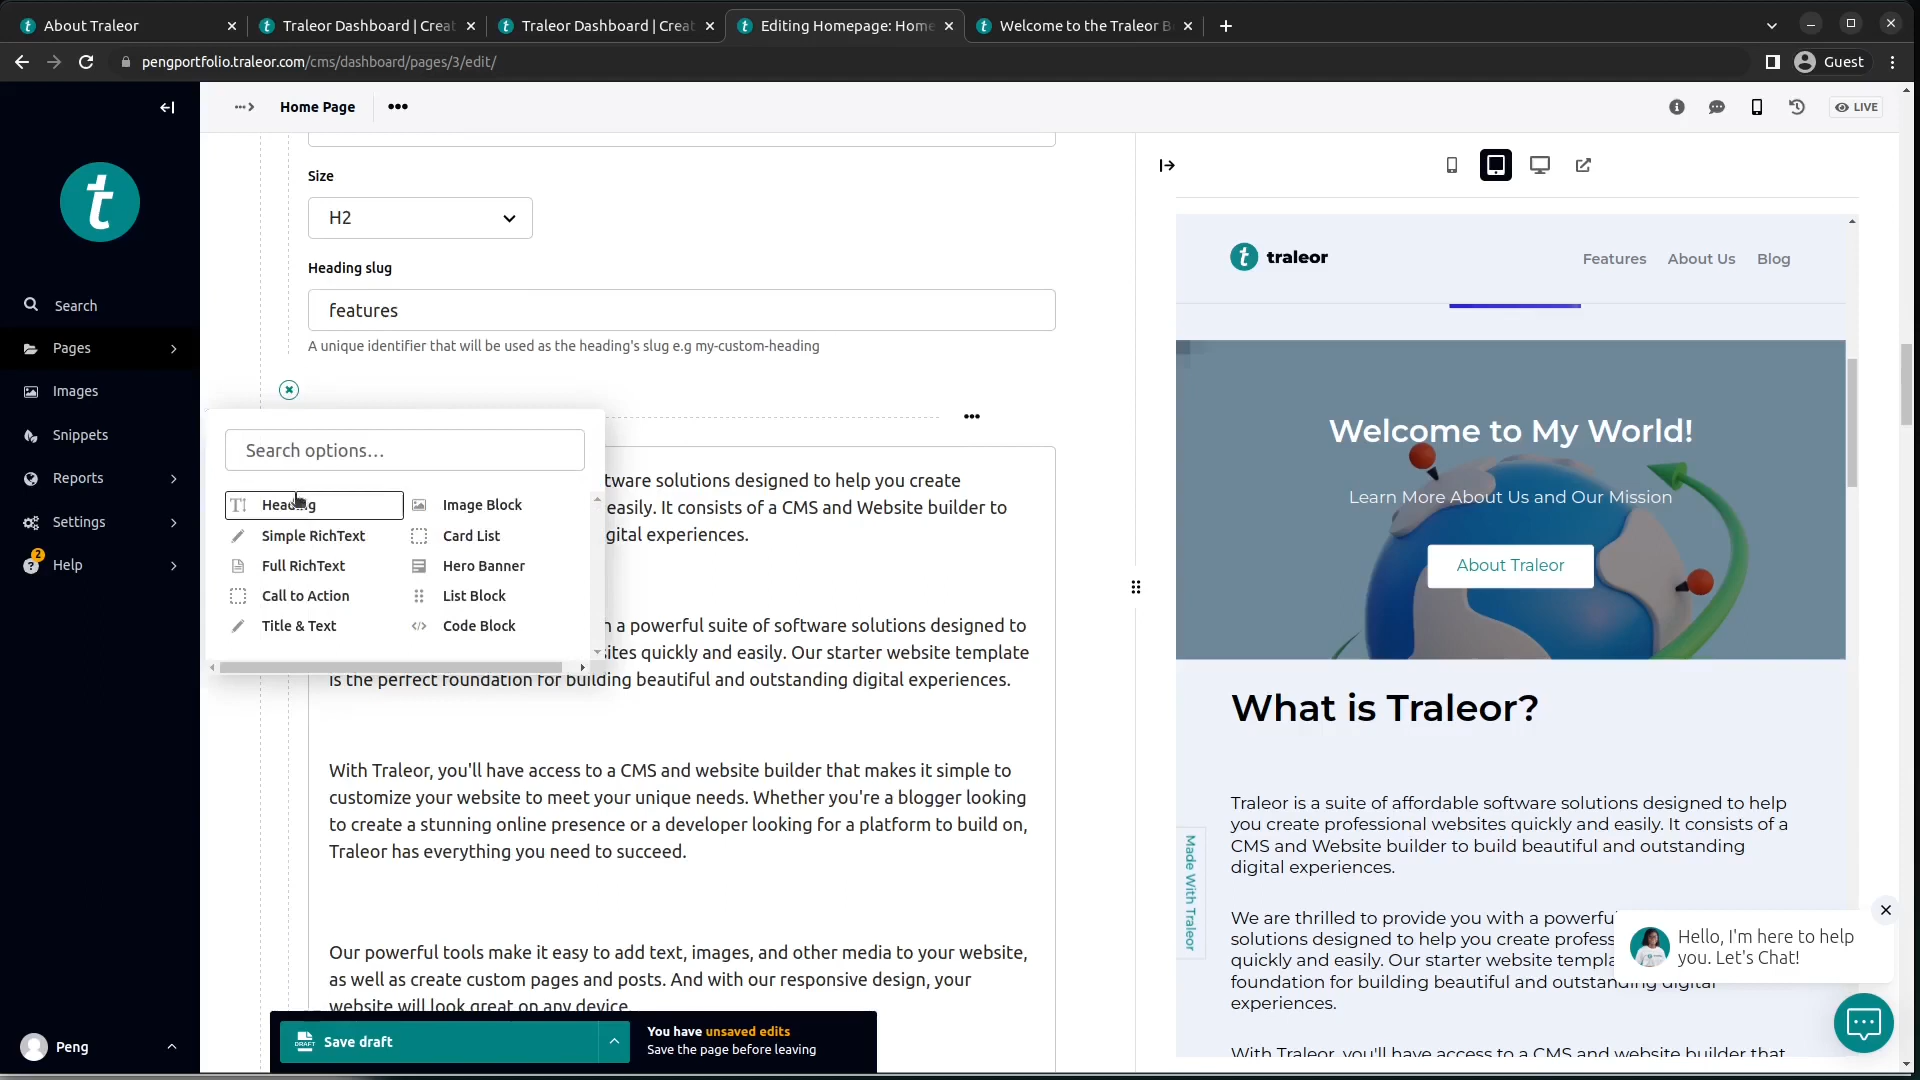 About Traleor
Traleor Dashboard | Creat
Traleor Dashboard | Creat
Editing Homepage: Home
Welcome to the Traleor B
pengportfolio.traleor.com/cms/dashboard/pages/3/edit/
Guest
Home Page
LIVE
t
Search
Pages
Images
Snippets
Reports
Settings
2
Help
Peng
Size
H2
Heading slug
features
A unique identifier that will be used as the heading's slug e.g my-custom-heading
Search options…
Heading
Image Block
Simple RichText
Card List
Full RichText
Hero Banner
Call to Action
List Block
Title & Text
Code Block
tware solutions designed to help you create
easily. It consists of a CMS and Website builder to
gital experiences.
a powerful suite of software solutions designed to
sites quickly and easily. Our starter website template
is the perfect foundation for building beautiful and outstanding digital experiences.
With Traleor, you'll have access to a CMS and website builder that makes it simple to
customize your website to meet your unique needs. Whether you're a blogger looking
to create a stunning online presence or a developer looking for a platform to build on,
Traleor has everything you need to succeed.
Our powerful tools make it easy to add text, images, and other media to your website,
as well as create custom pages and posts. And with our responsive design, your
website will look great on any device.
DRAFT
Save draft
You have unsaved edits
Save the page before leaving
t traleor
Features About Us Blog
Welcome to My World!
Learn More About Us and Our Mission
About Traleor
What is Traleor?
Traleor is a suite of affordable software solutions designed to help
you create professional websites quickly and easily. It consists of a
CMS and Website builder to build beautiful and outstanding
digital experiences.
We are thrilled to provide you with a powerful
solutions designed to help you create profess
quickly and easily. Our starter website templa
foundation for building beautiful and outstanding digital
experiences.
With Traleor, you'll have access to a CMS and website builder that
Made With Traleor
Hello, I'm here to help
you. Let's Chat!